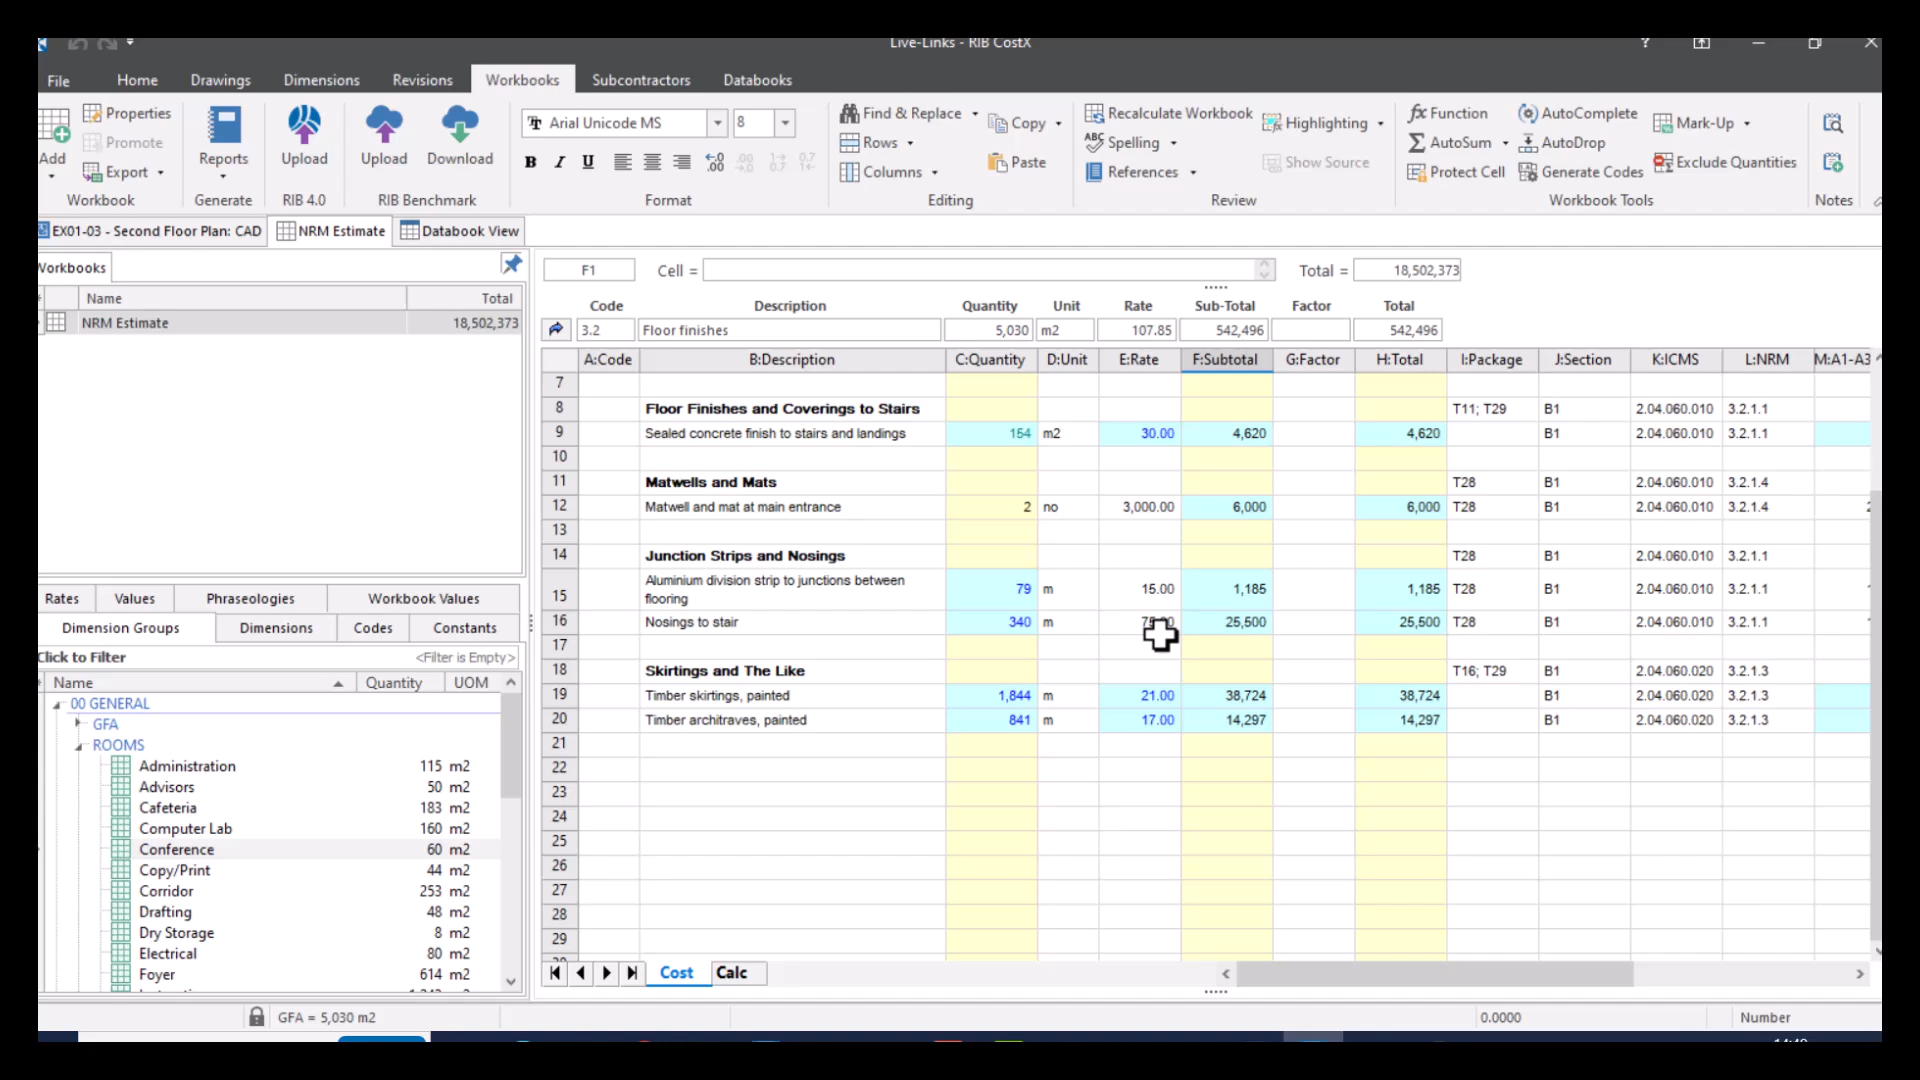 Live-Links - RIB CostX
?
File Home Drawings Dimensions Revisions Workbooks Subcontractors Databooks
Add
Properties
Promote
Export
Workbook
Reports
Generate
Upload
RIB 4.0
Upload Download
RIB Benchmark
Arial Unicode MS 8
B I U
Format
Find & Replace
Rows
Columns
Copy
Paste
Editing
Recalculate Workbook
Spelling
References
Highlighting
Show Source
Review
Function
AutoSum
Protect Cell
AutoComplete
AutoDrop
Generate Codes
Mark-Up
Exclude Quantities
Workbook Tools
Notes
EX01-03 - Second Floor Plan: CAD NRM Estimate Databook View
Workbooks
Name Total
NRM Estimate 18,502,373
Rates Values Phraseologies Workbook Values
Dimension Groups Dimensions Codes Constants
Click to Filter <Filter is Empty>
Name Quantity UOM
00 GENERAL
GFA
ROOMS
Administration 115 m2
Advisors 50 m2
Cafeteria 183 m2
Computer Lab 160 m2
Conference 60 m2
Copy/Print 44 m2
Corridor 253 m2
Drafting 48 m2
Dry Storage 8 m2
Electrical 80 m2
Foyer 614 m2
F1 Cell = Total = 18,502,373
Code Description Quantity Unit Rate Sub-Total Factor Total
3.2 Floor finishes 5,030 m2 107.85 542,496 542,496
A:Code B:Description C:Quantity D:Unit E:Rate F:Subtotal G:Factor H:Total I:Package J:Section K:ICMS L:NRM M:A1-A3
7
8 Floor Finishes and Coverings to Stairs T11; T29 B1 2.04.060.010 3.2.1.1
9 Sealed concrete finish to stairs and landings 154 m2 30.00 4,620 4,620 B1 2.04.060.010 3.2.1.1
10
11 Matwells and Mats T28 B1 2.04.060.010 3.2.1.4
12 Matwell and mat at main entrance 2 no 3,000.00 6,000 6,000 T28 B1 2.04.060.010 3.2.1.4
13
14 Junction Strips and Nosings T28 B1 2.04.060.010 3.2.1.1
15 Aluminium division strip to junctions between flooring 79 m 15.00 1,185 1,185 T28 B1 2.04.060.010 3.2.1.1
16 Nosings to stair 340 m 25,500 25,500 T28 B1 2.04.060.010 3.2.1.1
17
18 Skirtings and The Like T16; T29 B1 2.04.060.020 3.2.1.3
19 Timber skirtings, painted 1,844 m 21.00 38,724 38,724 B1 2.04.060.020 3.2.1.3
20 Timber architraves, painted 841 m 17.00 14,297 14,297 B1 2.04.060.020 3.2.1.3
21
22
23
24
25
26
27
28
29
Cost Calc
GFA = 5,030 m2 0.0000 Number